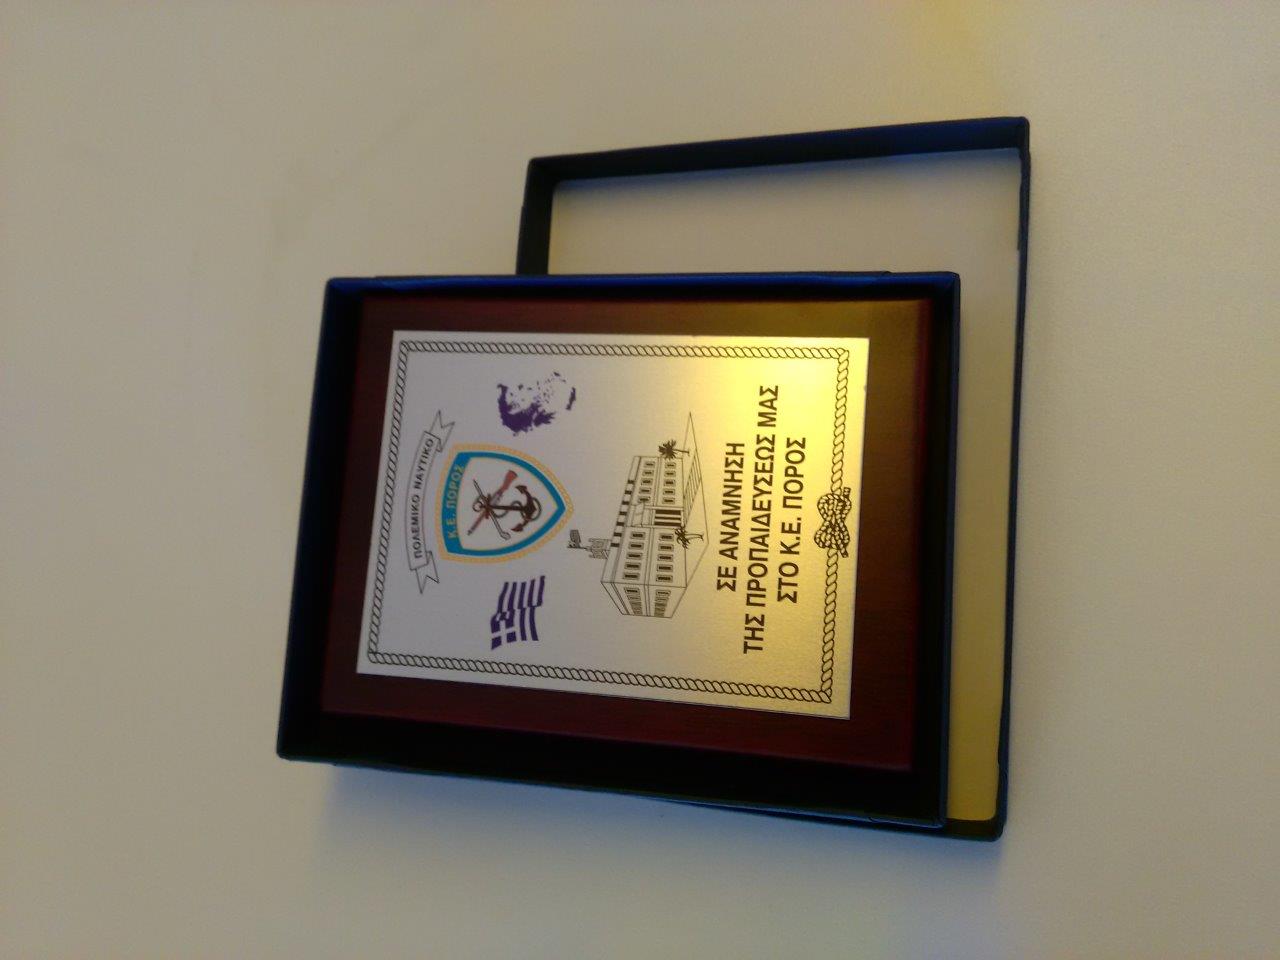 ΠΟΛΕΜΙΚΟ ΝΑΥΤΙΚΟ
Κ.Ε. ΠΟΡΟΣ
ΣΕ ΑΝΑΜΝΗΣΗ
ΤΗΣ ΠΡΟΠΑΙΔΕΥΣΕΩΣ ΜΑΣ
ΣΤΟ Κ.Ε. ΠΟΡΟΣ